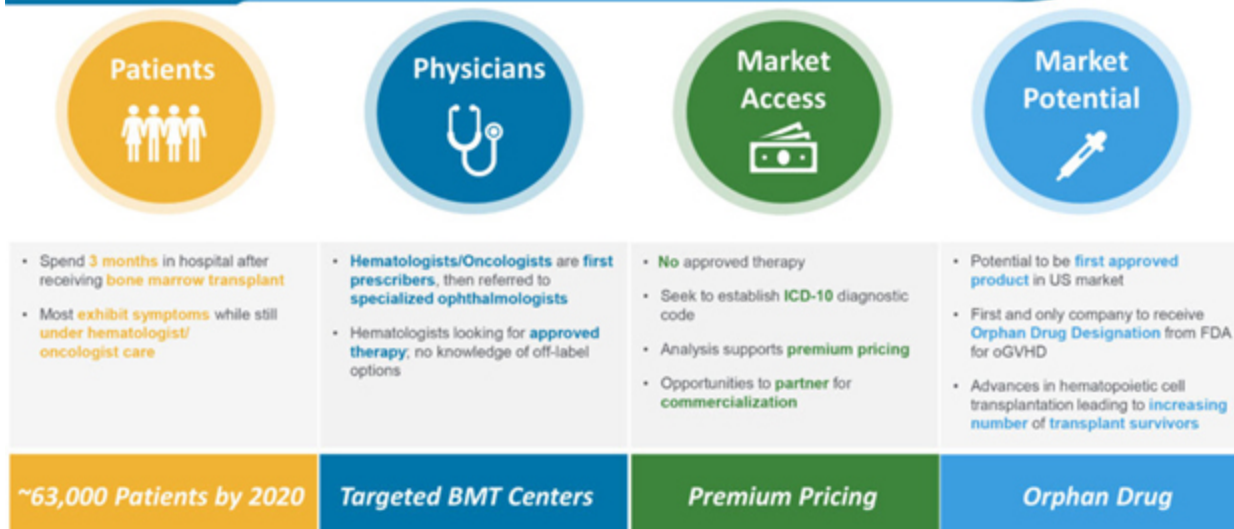 Patients
Physicians
Market
Access
Market
Potential
• Spend 3 months in hospital after
receiving bone marrow transplant
• Most exhibit symptoms while still
under hematologist/
oncologist care
• Hematologists/Oncologists are first
prescribers, then referred to
specialized ophthalmologists
• Hematologists looking for approved
therapy; no knowledge of off-label
options
• No approved therapy
• Seek to establish ICD-10 diagnostic
code
• Analysis supports premium pricing
• Opportunities to partner for
commercialization
• Potential to be first approved
product in US market
• First and only company to receive
Orphan Drug Designation from FDA
for oGVHD
• Advances in hematopoietic cell
transplantation leading to increasing
number of transplant survivors
~63,000 Patients by 2020
Targeted BMT Centers
Premium Pricing
Orphan Drug